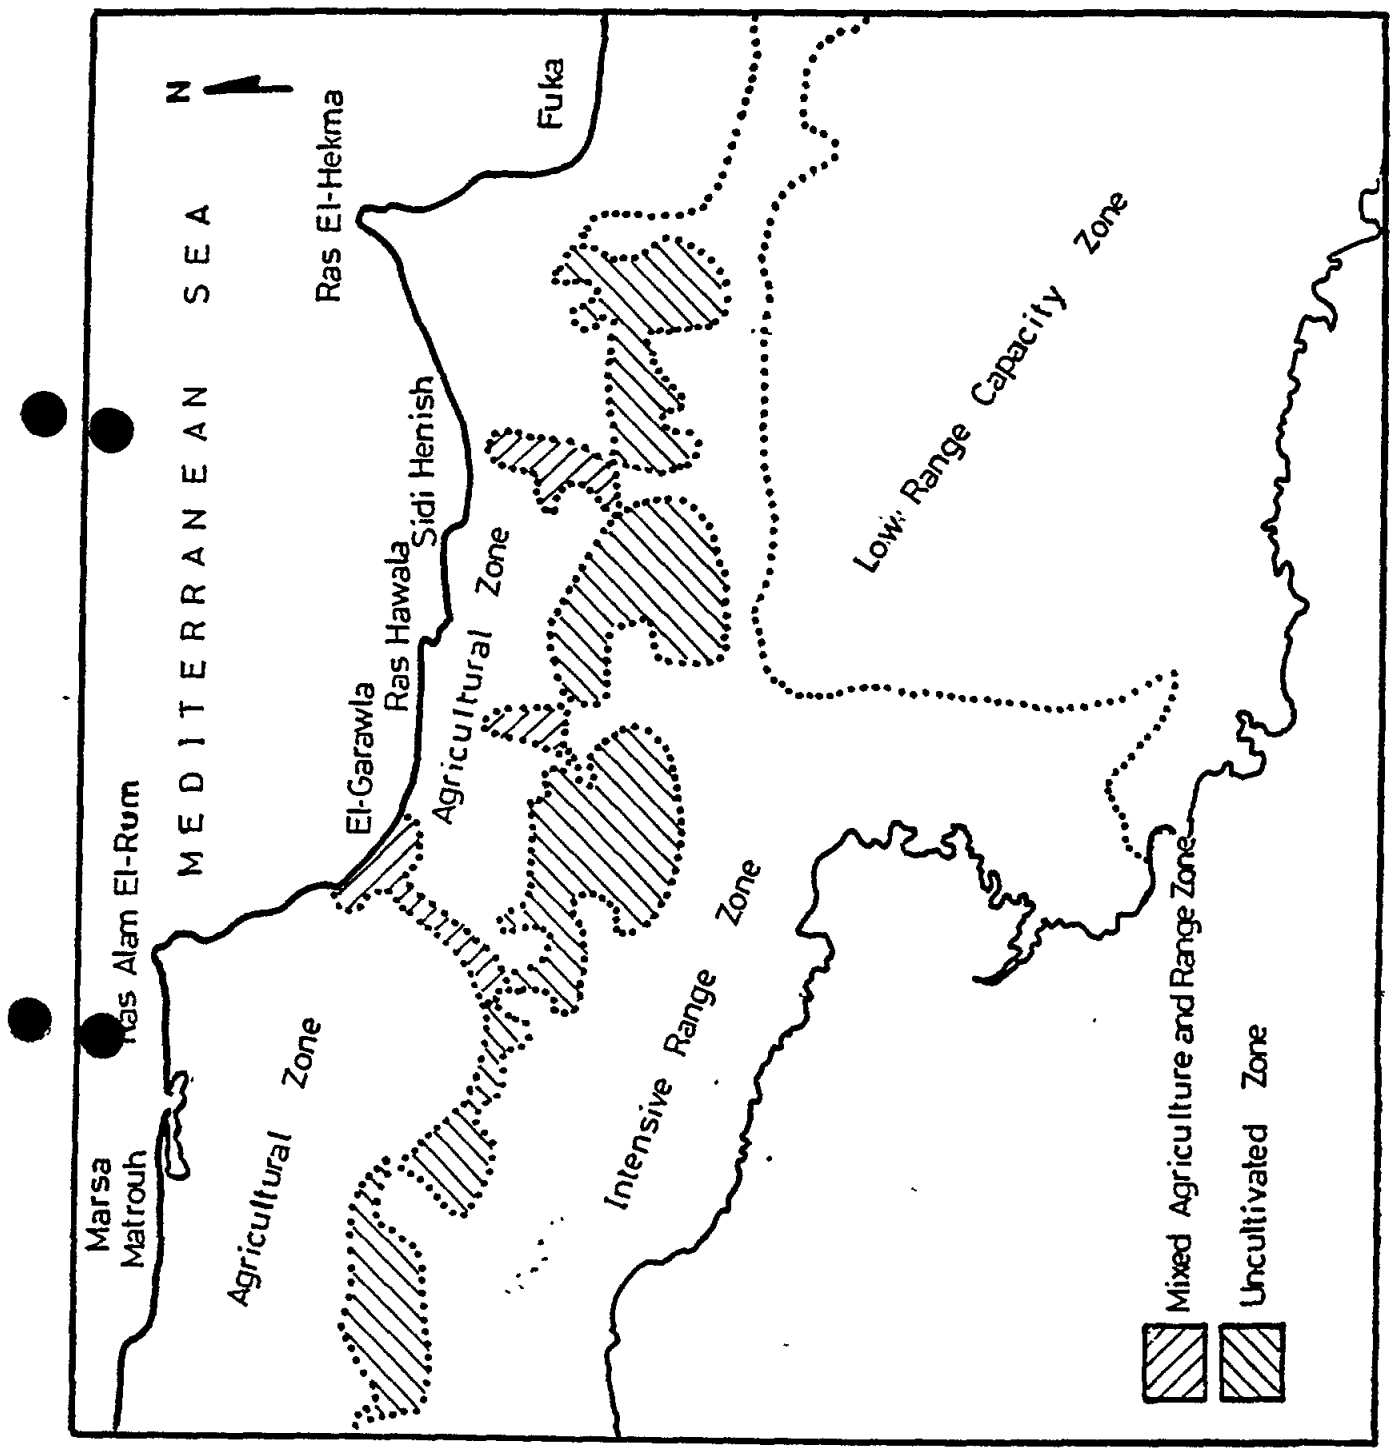 Marsa
Matrouh
Ras Alam El-Rum
MEDITERRANEAN SEA
N
El-Garawla
Ras Hawala
Sidi Henish
Ras El-Hekma
Fuka
Agricultural Zone
Agricultural Zone
Intensive Range Zone
Low Range Capacity Zone
Mixed Agriculture and Range Zone
Uncultivated Zone